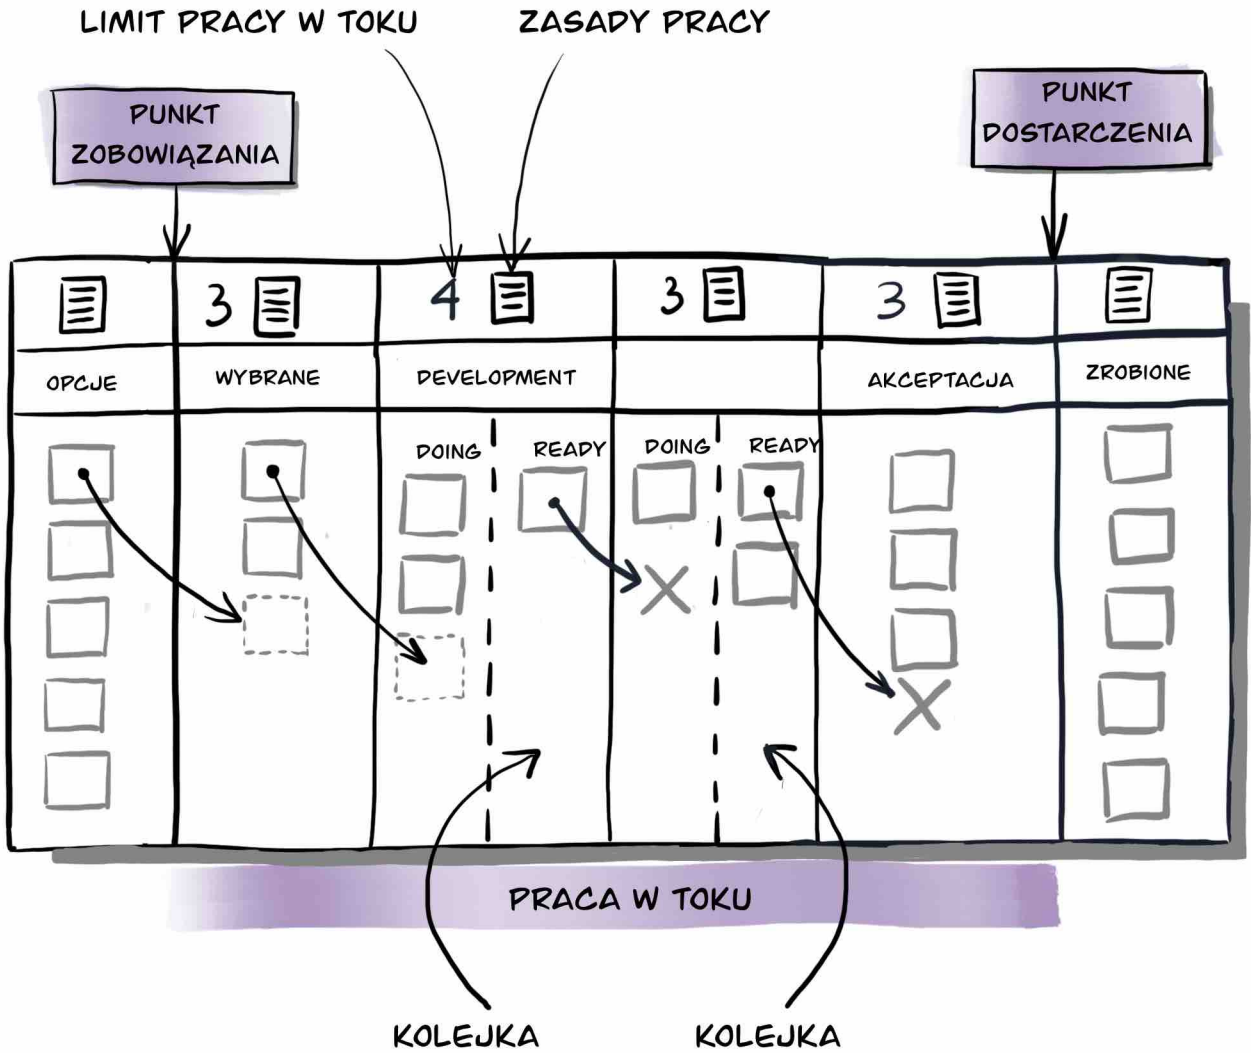 LIMIT PRACY W TOKU
ZASADY PRACY
PUNKT
ZOBOWIĄZANIA
PUNKT
DOSTARCZENIA
3
4
3
3
OPCJE
WYBRANE
DEVELOPMENT
AKCEPTACJA
ZROBIONE
DOING
READY
DOING
READY
PRACA W TOKU
KOLEJKA
KOLEJKA